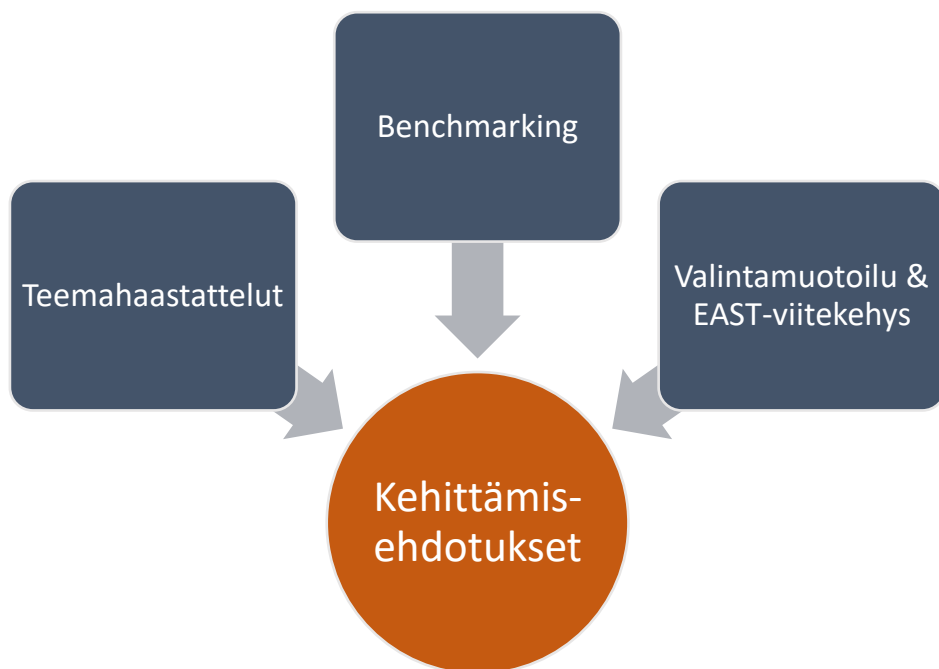 Benchmarking
Teemahaastattelut
Valintamuotoilu &
EAST-viitekehys
Kehittämis-
ehdotukset